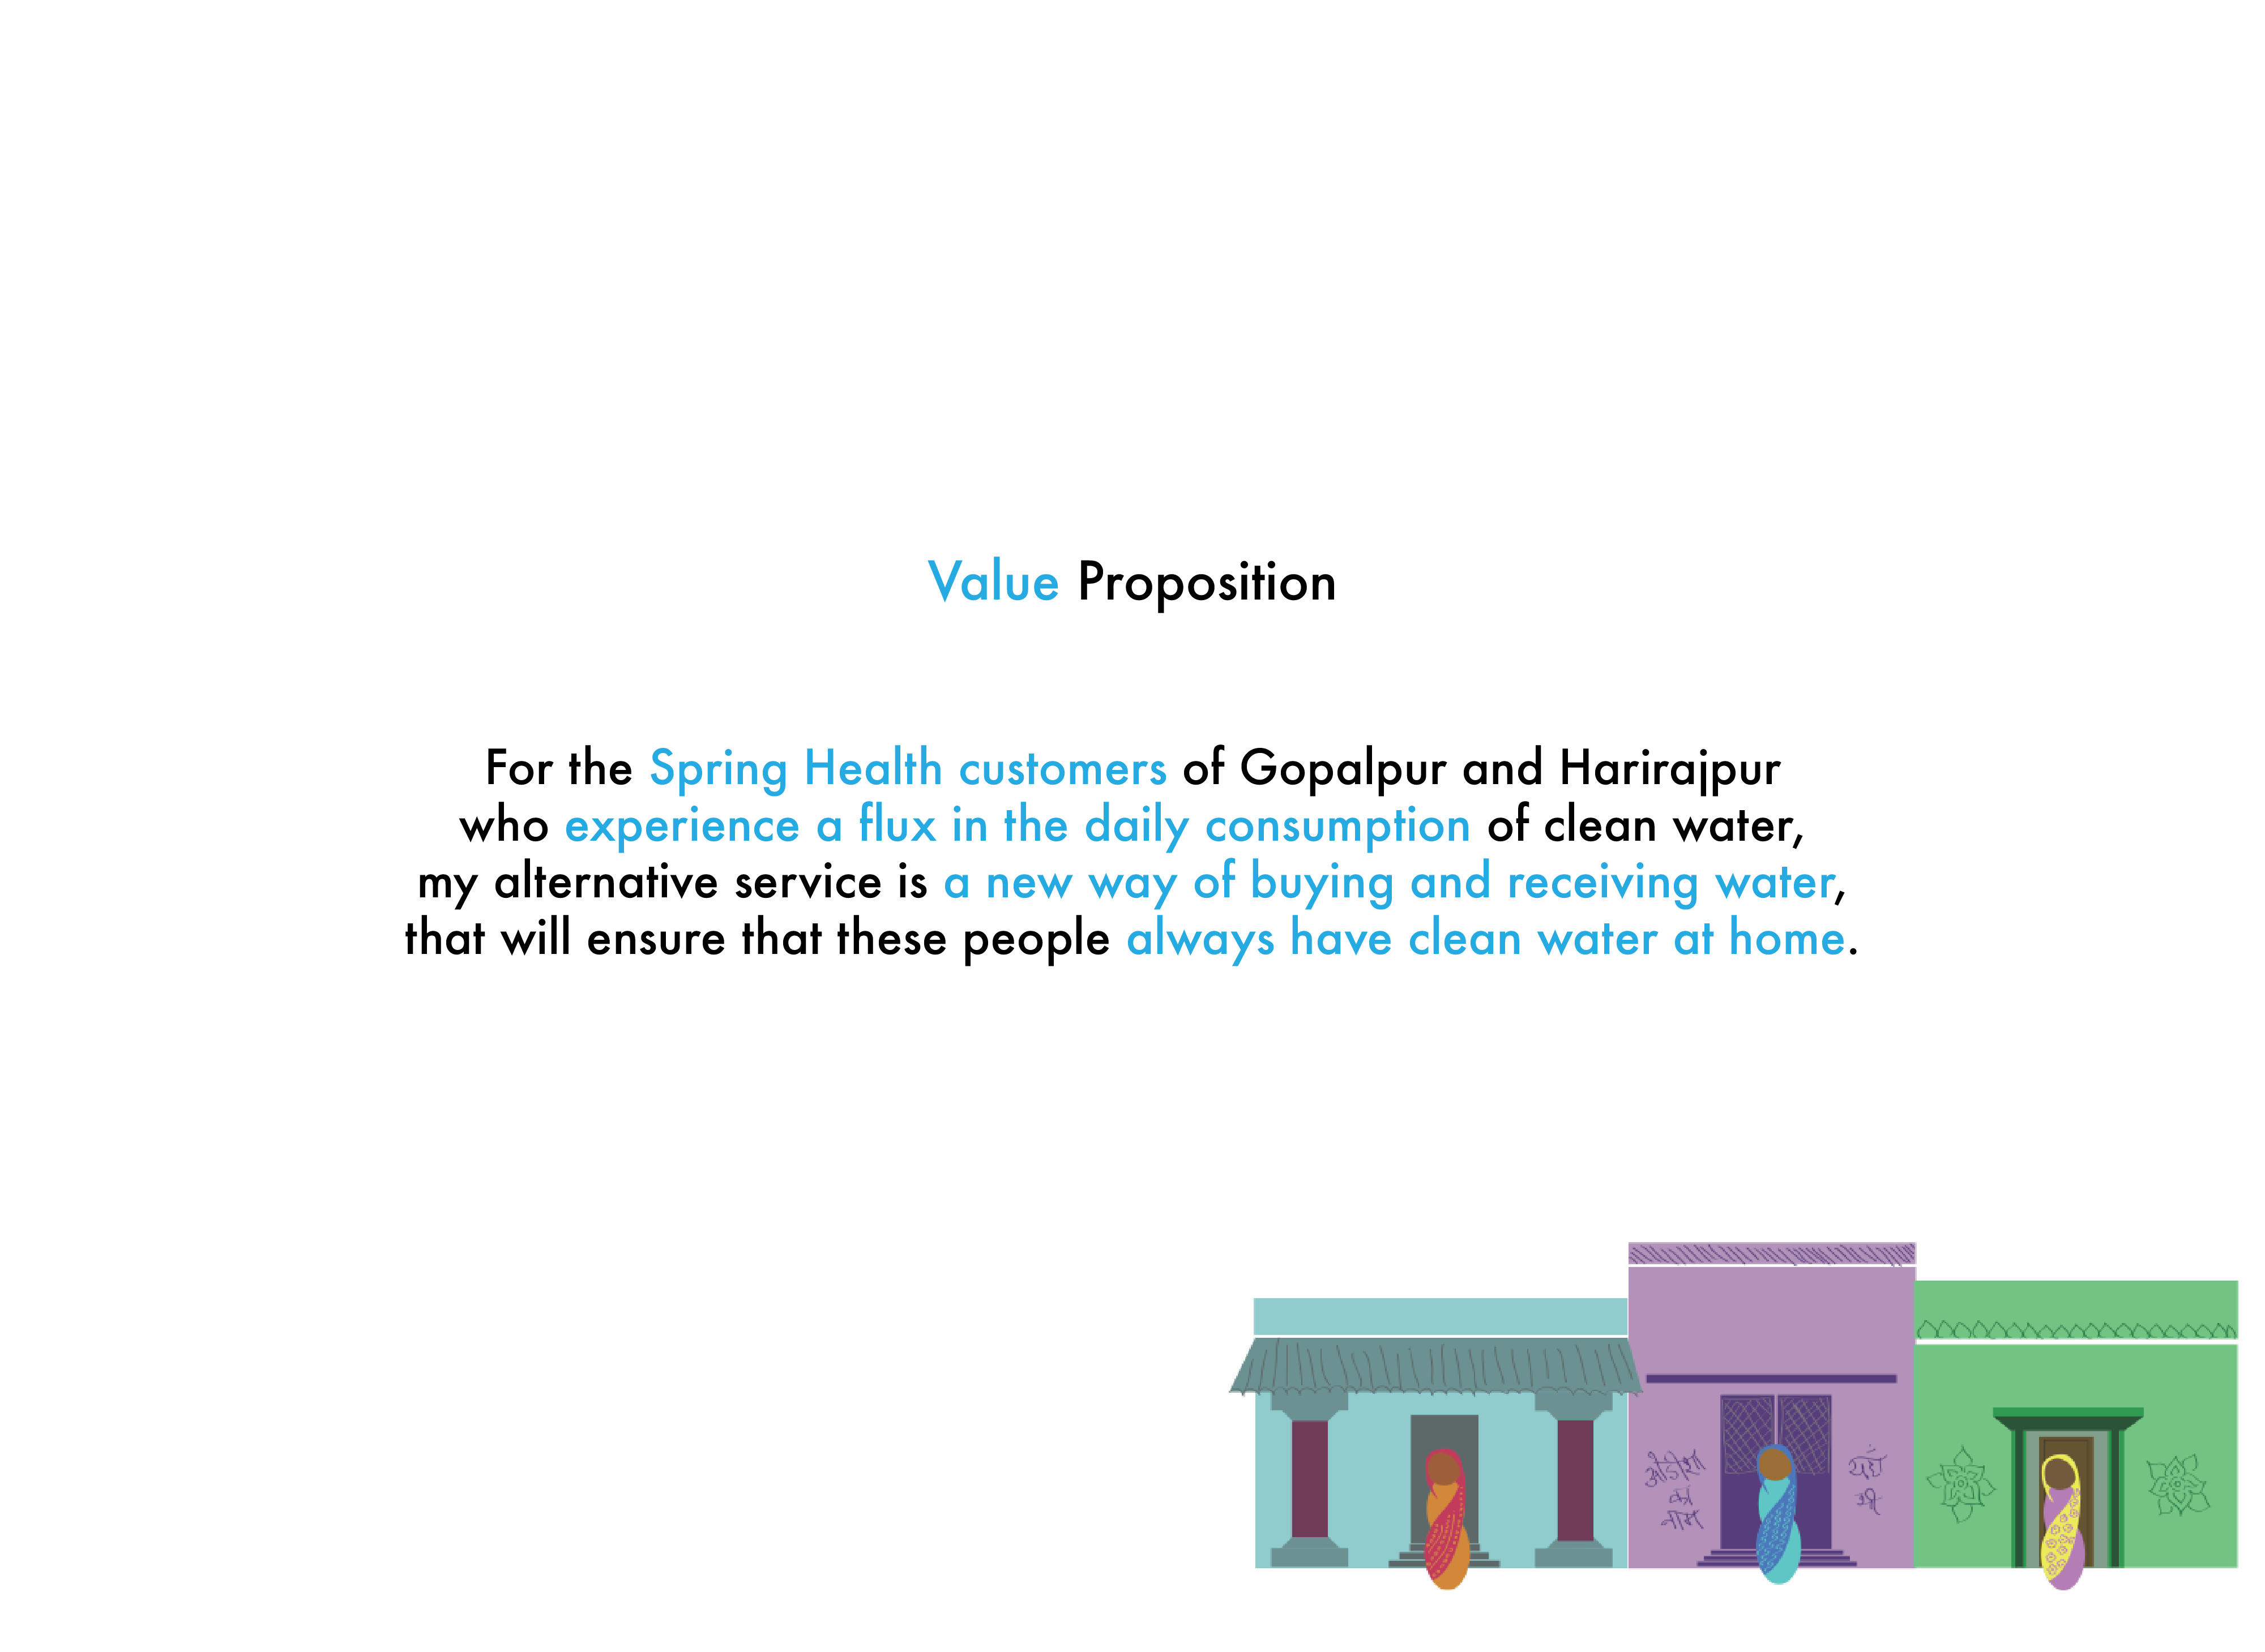 Value Proposition
For the Spring Health customers of Gopalpur and Harirajpur
who experience a flux in the daily consumption of clean water,
my alternative service is a new way of buying and receiving water,
that will ensure that these people always have clean water at home.